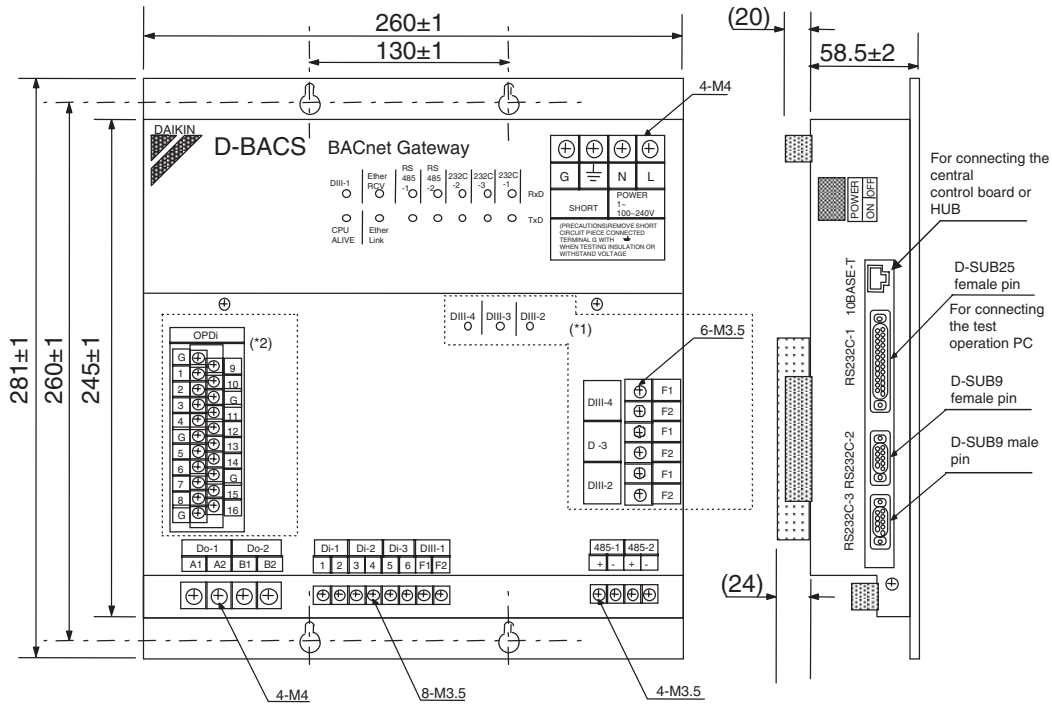 260±1
130±1
(20)
58.5±2
281±1
260±1
245±1
4-M4
DAIKIN
D-BACS BACnet Gateway
DIII-1
Ether RCV
RS 485 -1
RS 485 -2
232C -2
232C -3
232C -1
RxD
TxD
CPU ALIVE
Ether Link
G N L
SHORT
POWER
1~
100~240V
(PRECAUTIONS)REMOVE SHORT
CIRCUIT PIECE CONNECTED
TERMINAL G WITH
WHEN TESTING INSULATION OR
WITHSTAND VOLTAGE
DIII-4 DIII-3 DIII-2
(*1)
6-M3.5
OPDi
(*2)
G
1
2
3
4
G
5
6
7
8
G
9
10
G
11
12
13
14
G
15
16
DIII-4
F1
F2
D -3
F1
F2
DIII-2
F1
F2
Do-1 Do-2
A1 A2 B1 B2
Di-1 Di-2 Di-3 DIII-1
1 2 3 4 5 6 F1 F2
485-1 485-2
+ - + -
4-M4
8-M3.5
4-M3.5
POWER
ON OFF
10BASE-T
RS232C-1
RS232C-2
RS232C-3
(24)
For connecting the
central
control board or
HUB
D-SUB25
female pin
For connecting
the test
operation PC
D-SUB9
female pin
D-SUB9 male
pin